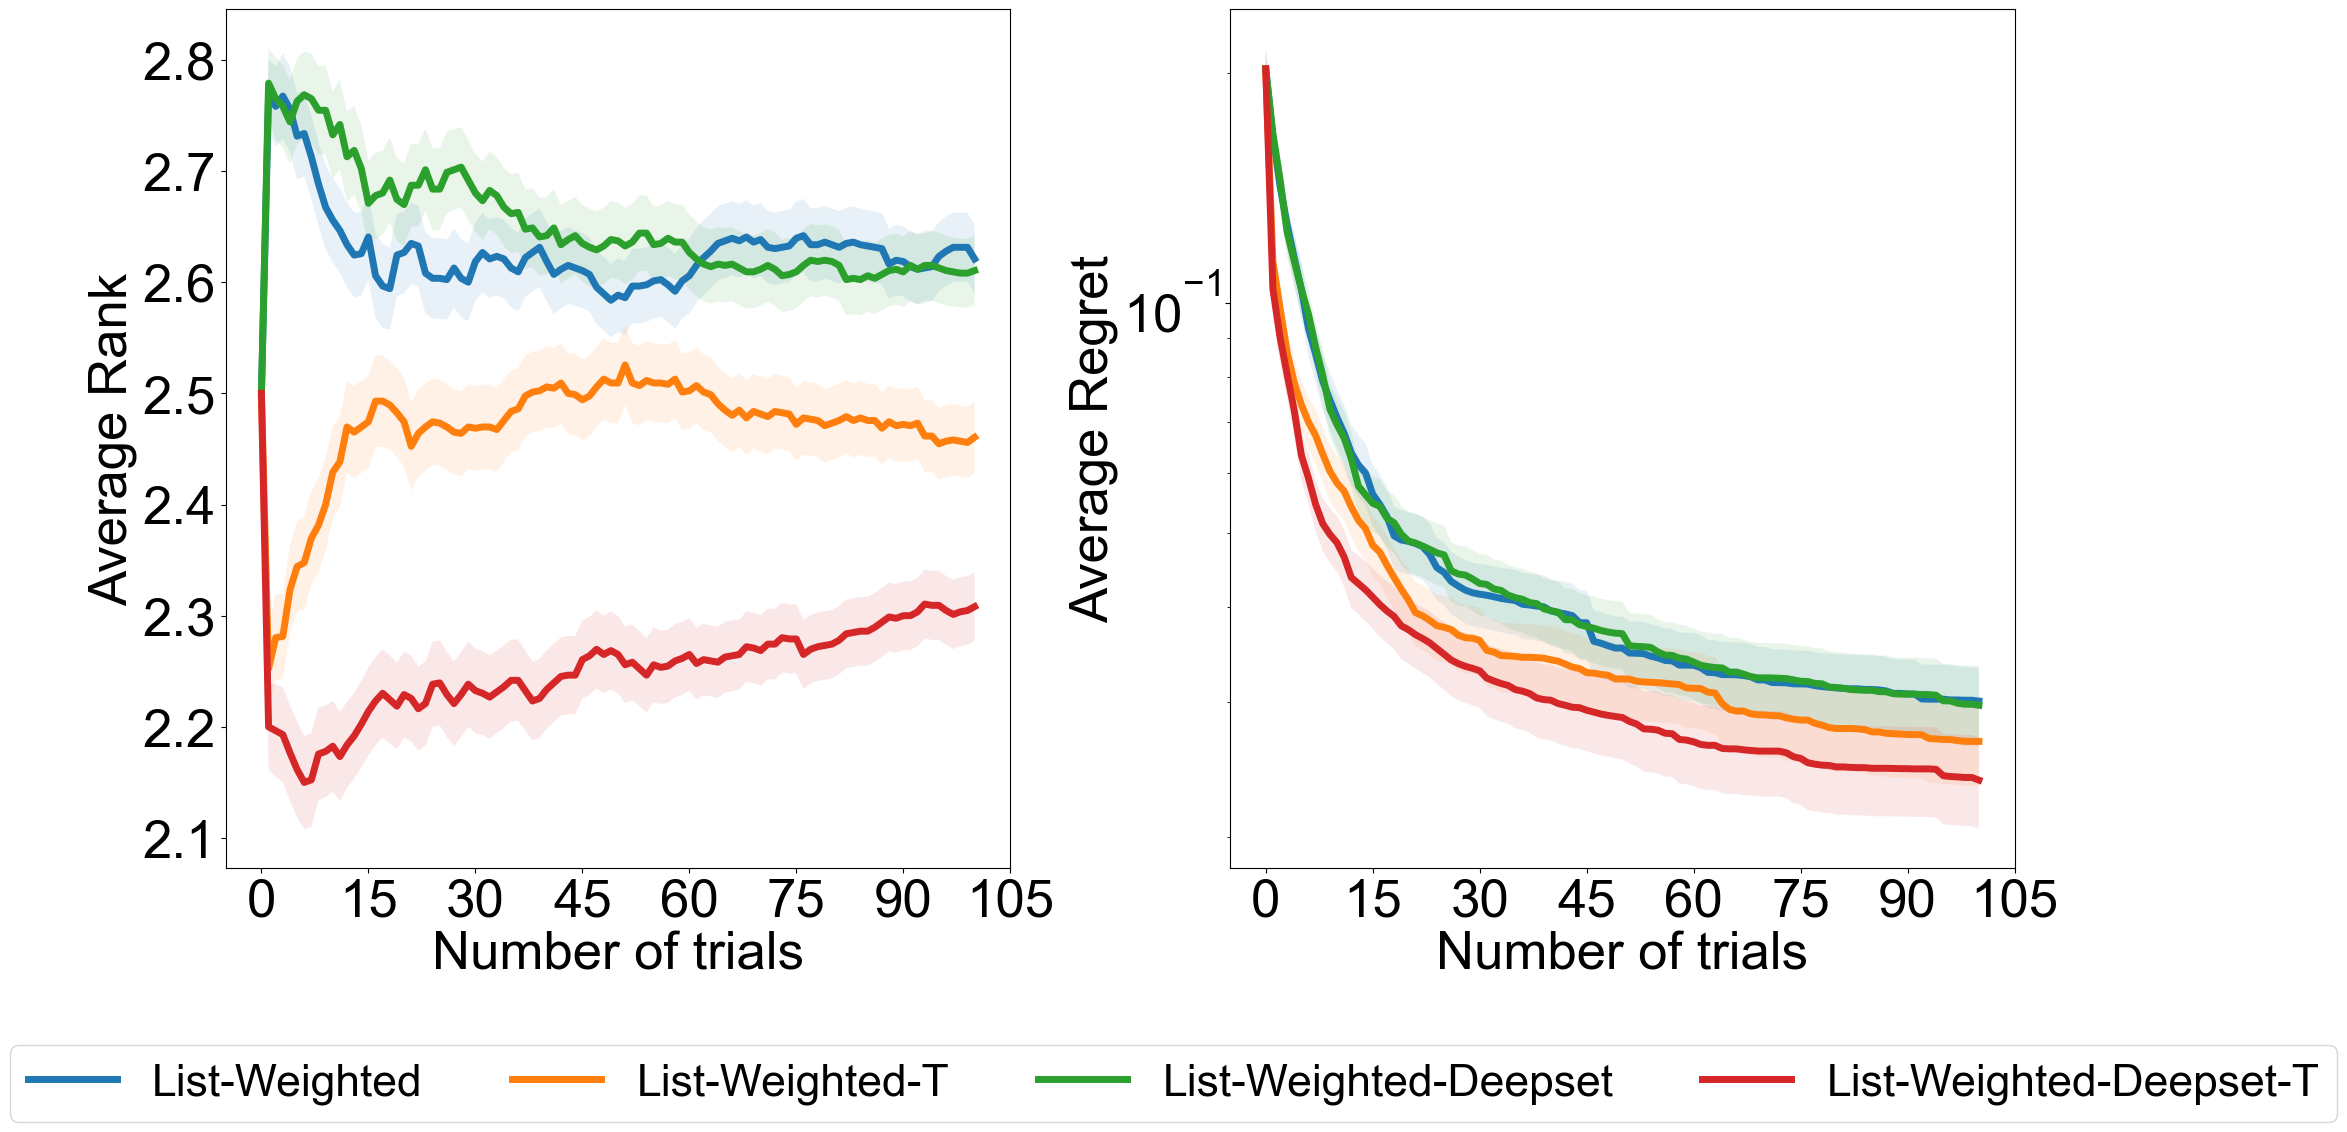 2.8
2.7
2.6
2.5
2.4
2.3
2.2
2.1
Average Rank
0 15 30 45 60 75 90 105
Number of trials
10⁻¹
Average Regret
0 15 30 45 60 75 90 105
Number of trials
List-Weighted List-Weighted-T List-Weighted-Deepset List-Weighted-Deepset-T